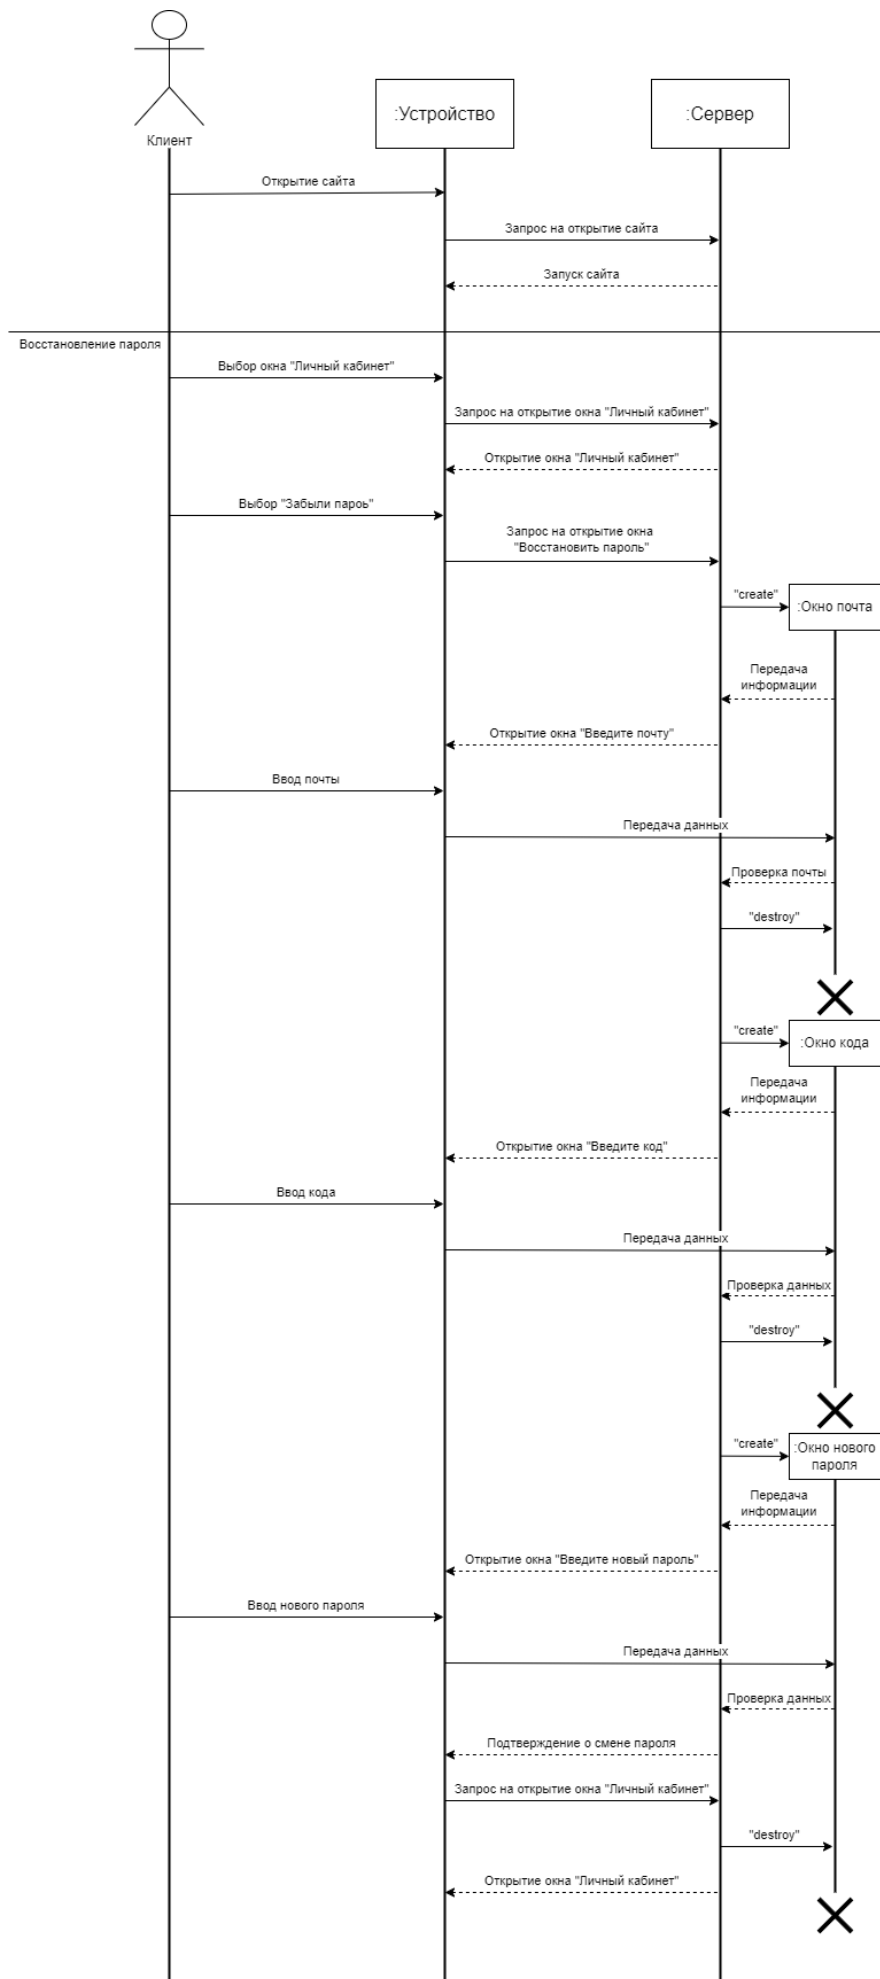 Клиент
:Устройство
:Сервер
Открытие сайта
Запрос на открытие сайта
Запуск сайта
Восстановление пароля
Выбор окна "Личный кабинет"
Запрос на открытие окна "Личный кабинет"
Открытие окна "Личный кабинет"
Выбор "Забыли пароь"
Запрос на открытие окна
"Восстановить пароль"
"create"
:Окно почта
Передача
информации
Открытие окна "Введите почту"
Ввод почты
Передача данных
Проверка почты
"destroy"
"create"
:Окно кода
Передача
информации
Открытие окна "Введите код"
Ввод кода
Передача данных
Проверка данных
"destroy"
"create"
:Окно нового
пароля
Передача
информации
Открытие окна "Введите новый пароль"
Ввод нового пароля
Передача данных
Проверка данных
Подтверждение о смене пароля
Запрос на открытие окна "Личный кабинет"
"destroy"
Открытие окна "Личный кабинет"